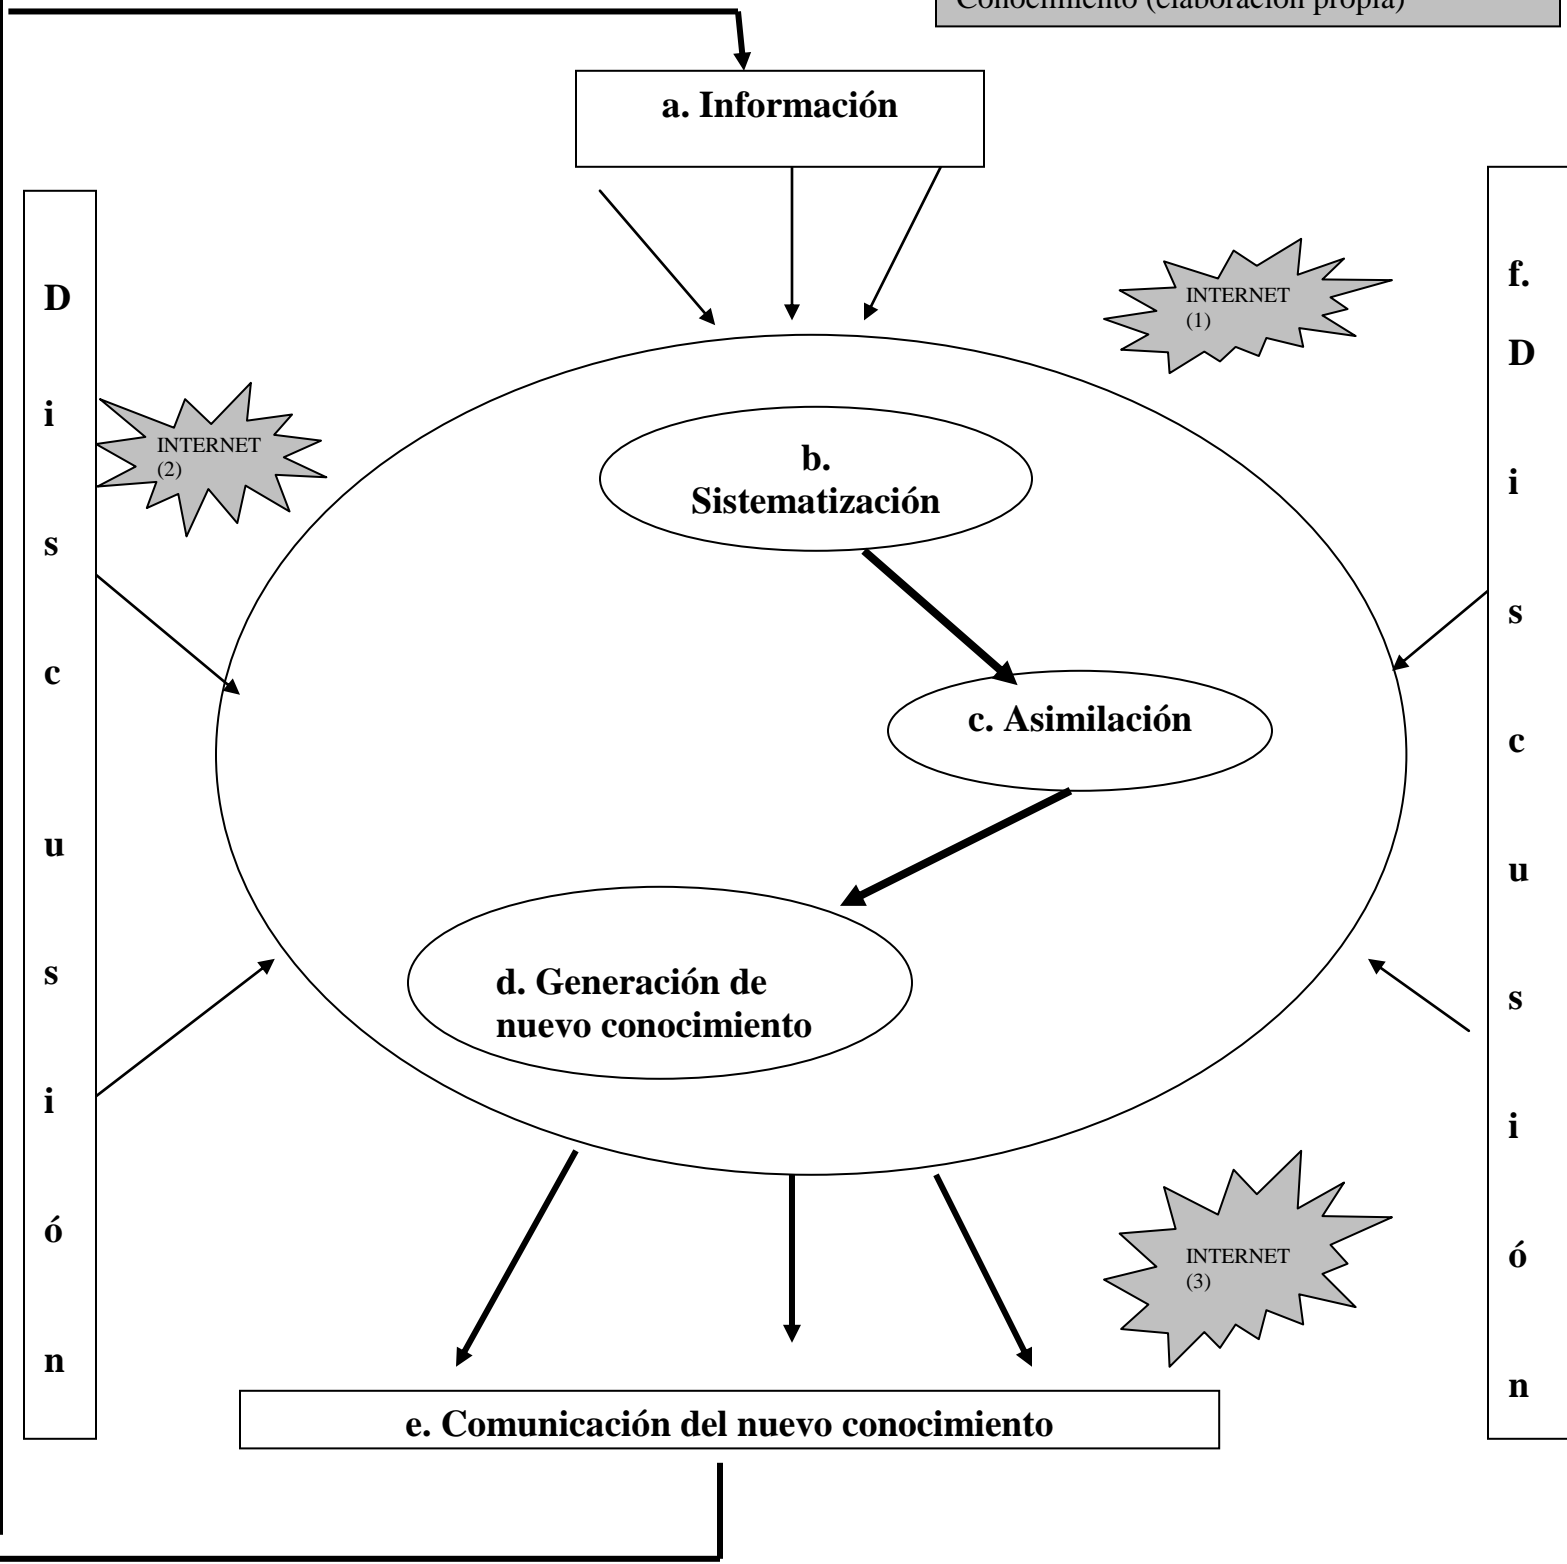 Conocimiento (elaboración propia)
a. Información
INTERNET
(1)
INTERNET
(2)
b.
Sistematización
c. Asimilación
d. Generación de
nuevo conocimiento
INTERNET
(3)
e. Comunicación del nuevo conocimiento
D
i
s
c
u
s
i
ó
n
f.
D
i
s
c
u
s
i
ó
n